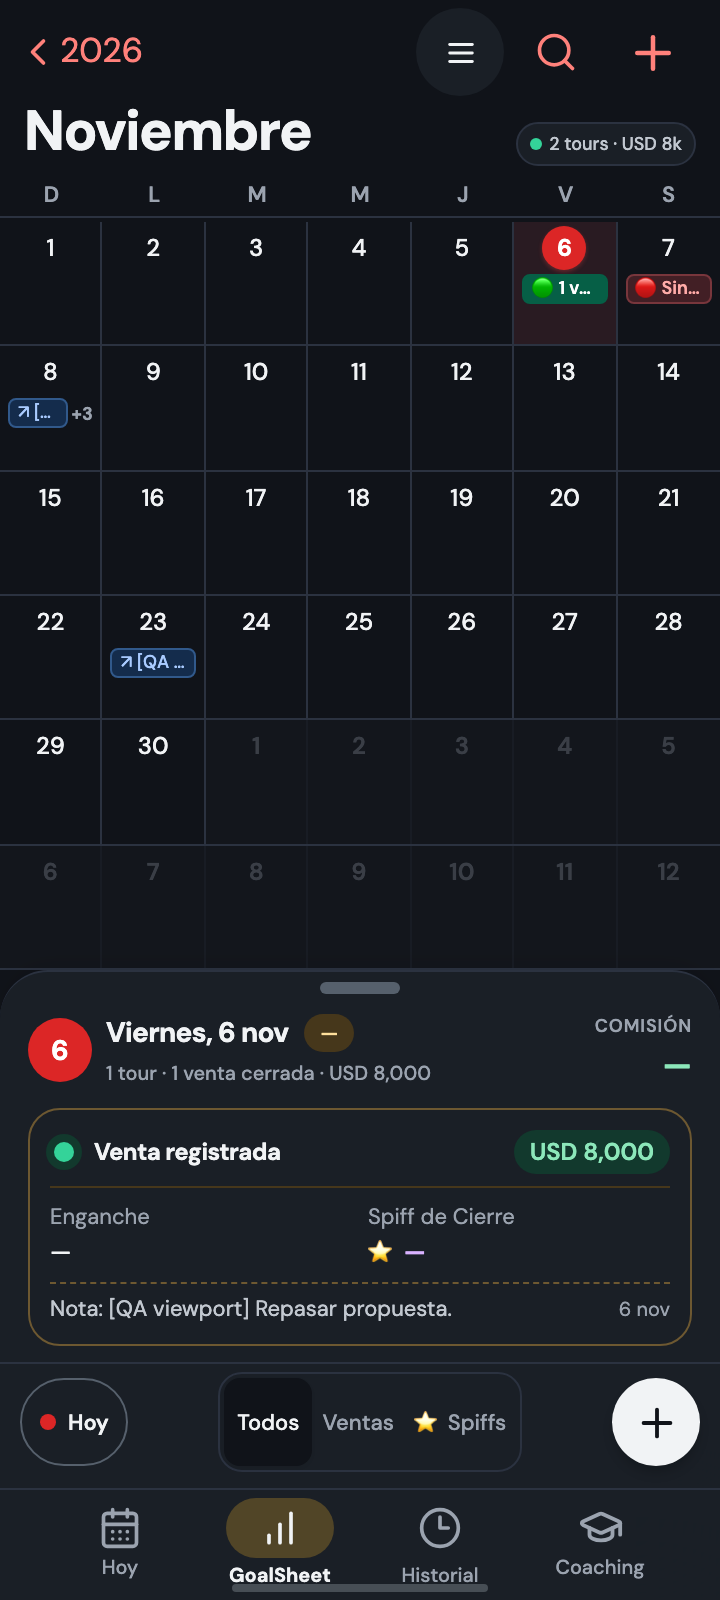 2026
Noviembre
2 tours · USD 8k
D L M M J V S
1 2 3 4 5 6 7
1 v... Sin...
8 9 10 11 12 13 14
[... +3
15 16 17 18 19 20 21
22 23 24 25 26 27 28
[QA ...
29 30 1 2 3 4 5
6 7 8 9 10 11 12
6 Viernes, 6 nov — COMISIÓN
1 tour · 1 venta cerrada · USD 8,000 —
Venta registrada USD 8,000
Enganche Spiff de Cierre
— —
Nota: [QA viewport] Repasar propuesta. 6 nov
Hoy Todos Ventas Spiffs
Hoy GoalSheet Historial Coaching